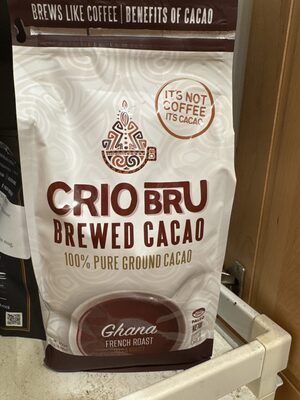 BREWS LIKE COFFEE | BENEFITS OF CACAO
IT'S NOT
COFFEE
IT'S CACAO
CRIO BRU
BREWED CACAO
100% PURE GROUND CACAO
Ghana
FRENCH ROAST